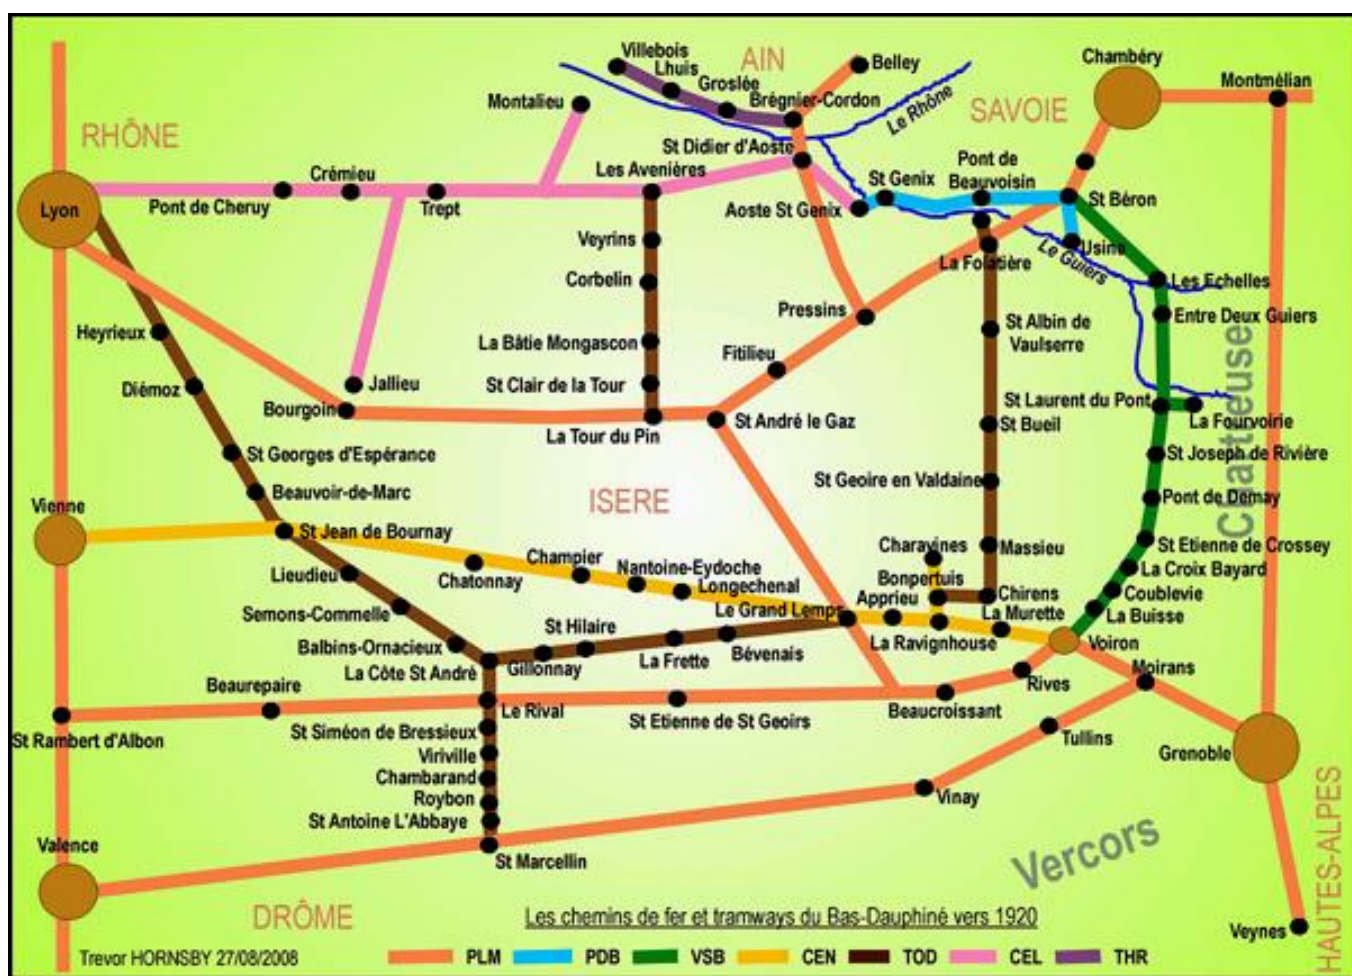 Villebois
AIN
Lhuis
Belley
Chambéry
Montmélian
Groslée
Montalieu
Brégnier-Cordon
Le Rhône
SAVOIE
RHÔNE
St Didier d'Aoste
Crémieu
Les Avenières
St Genix
Pont de
Beauvoisin
Lyon
Pont de Cheruy
Trept
Aoste St Genix
St Béron
Veyrins
Usine
La Folatière
Le Guiers
Corbelin
Les Echelles
Pressins
Entre Deux Guiers
Heyrieux
La Bâtie Mongascon
Fitilieu
St Albin de
Vaulserre
Diémoz
Jallieu
St Clair de la Tour
Bourgoin
St Laurent du Pont
La Fourvoirie
La Tour du Pin
St André le Gaz
St Bueil
St Georges d'Espérance
St Joseph de Rivière
Chatteuse
Beauvoir-de-Marc
St Geoire en Valdaine
Pont de Demay
Vienne
ISERE
St Jean de Bournay
Charavines
Massieu
St Etienne de Crossey
Champier
Chatonnay
Nantoine-Eydoche
Bonpertuis
La Croix Bayard
Lieudieu
Longechenal
Chirens
Coublevie
Semons-Commelle
Le Grand Lemps
Apprieu
La Murette
La Buisse
St Hilaire
La Ravignhouse
Voiron
Balbins-Ornacieux
La Côte St André
Gillonnay
La Frette
Bévenais
Moirans
Beaurepaire
Rives
Le Rival
St Etienne de St Geoirs
Beaucroissant
St Rambert d'Albon
St Siméon de Bressieux
Tullins
Viriville
Grenoble
Chambarand
Roybon
Vinay
St Antoine L'Abbaye
Valence
St Marcellin
Vercors
HAUTES-ALPES
DRÔME
Les chemins de fer et tramways du Bas-Dauphiné vers 1920
Veynes
Trevor HORNSBY 27/08/2008
PLM PDB VSB CEN TOD CEL THR